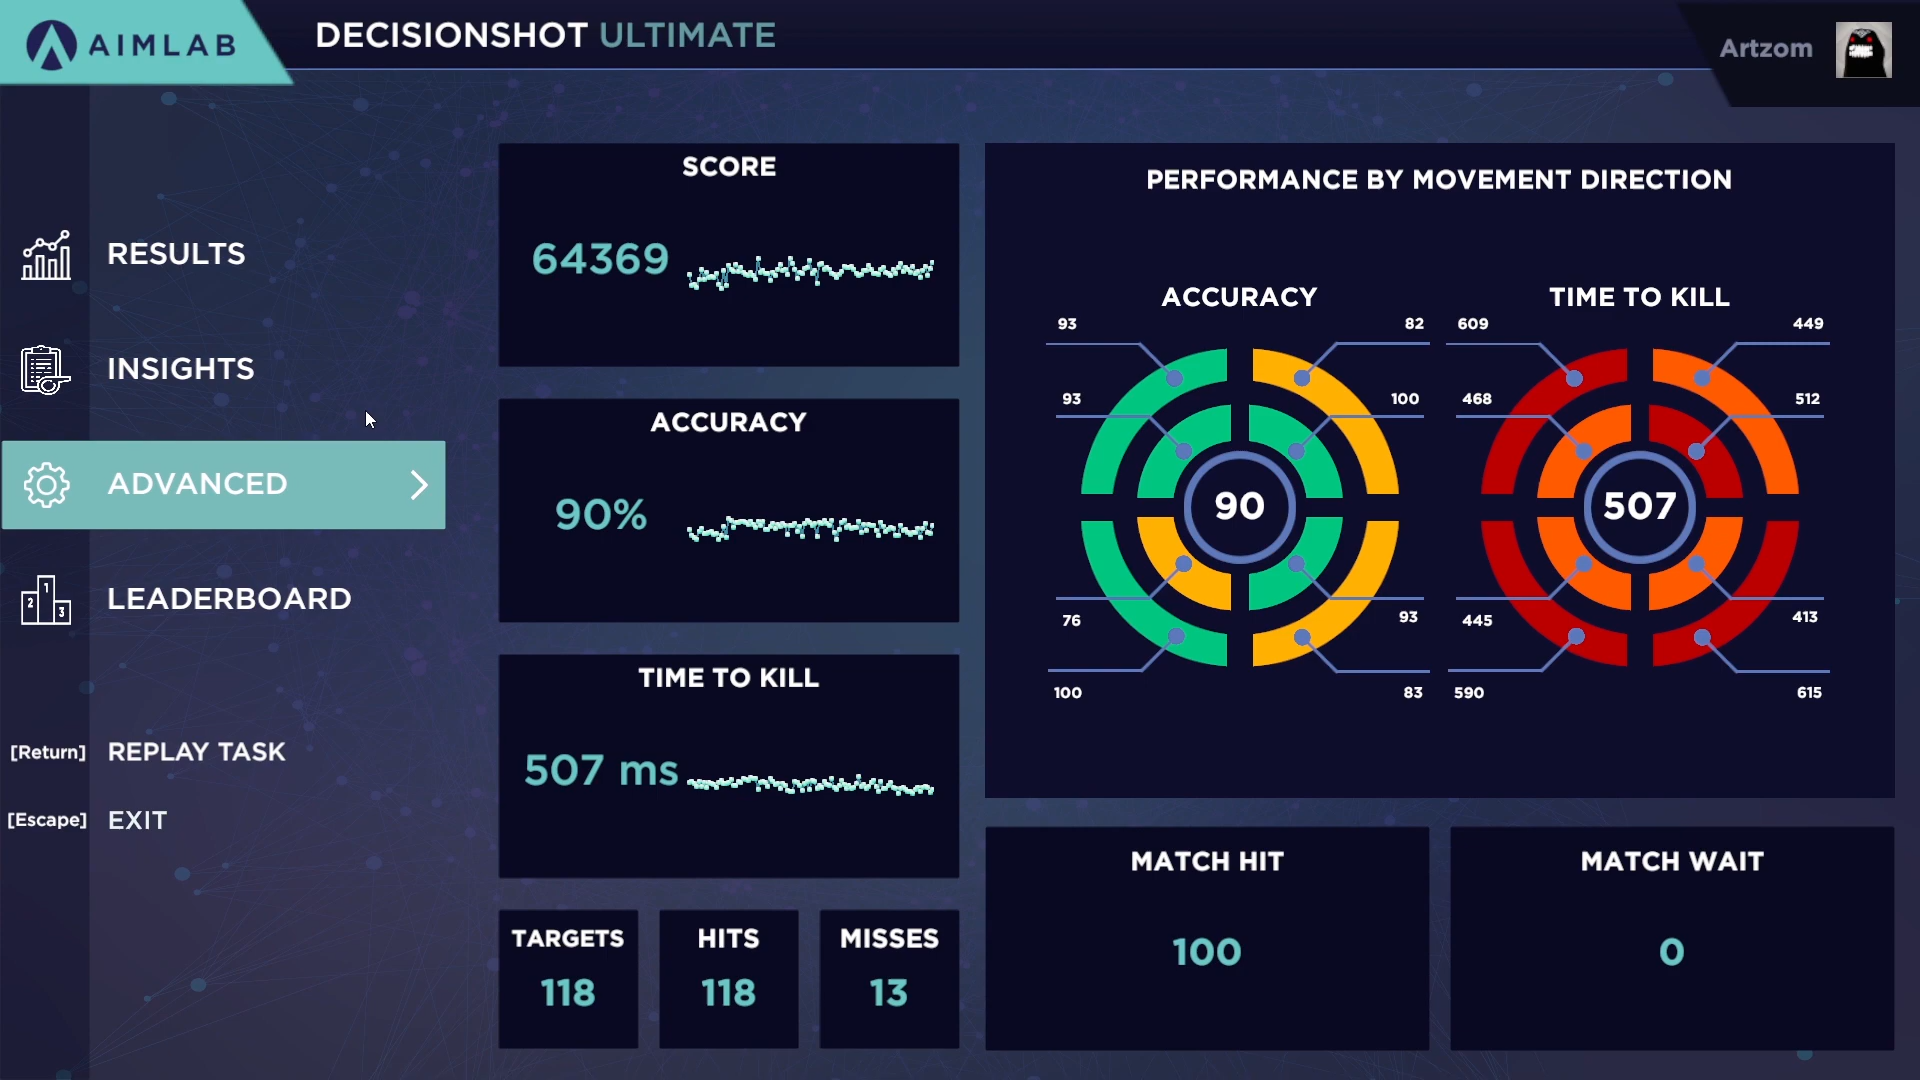 AIMLAB
DECISIONSHOT ULTIMATE
Artzom
RESULTS
INSIGHTS
ADVANCED
LEADERBOARD
1
2
3
[Return] REPLAY TASK
[Escape] EXIT
SCORE
64369
ACCURACY
90%
TIME TO KILL
507 ms
TARGETS
118
HITS
118
MISSES
13
PERFORMANCE BY MOVEMENT DIRECTION
ACCURACY
93
82
93
100
90
76
93
100
83
TIME TO KILL
609
449
468
512
507
445
413
590
615
MATCH HIT
100
MATCH WAIT
0